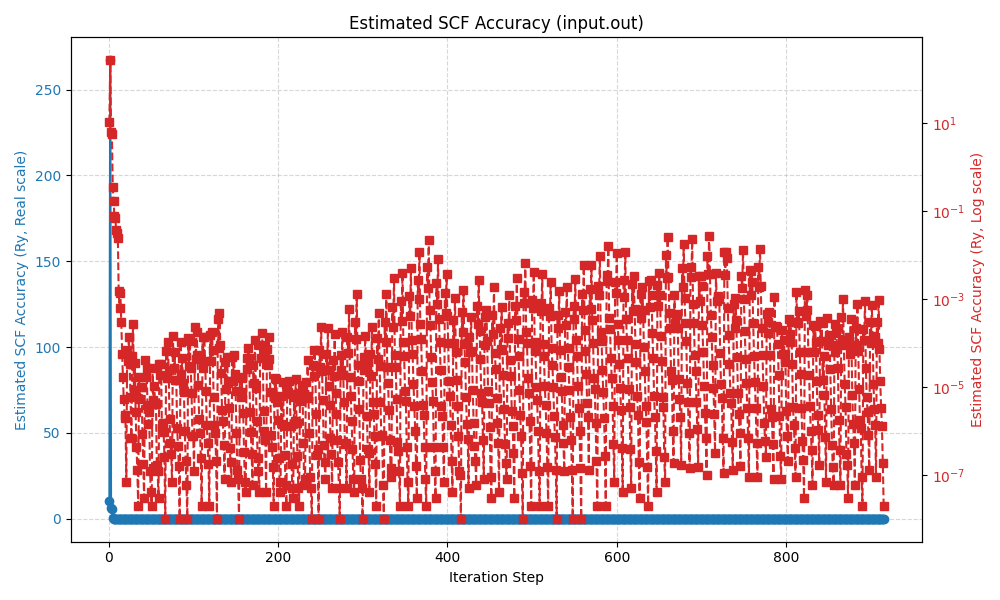 Estimated SCF Accuracy (input.out)
Estimated SCF Accuracy (Ry, Real scale)
250
200
150
100
50
0
10¹
10⁻¹
10⁻³
10⁻⁵
10⁻⁷
Estimated SCF Accuracy (Ry, Log scale)
0 200 400 600 800
Iteration Step